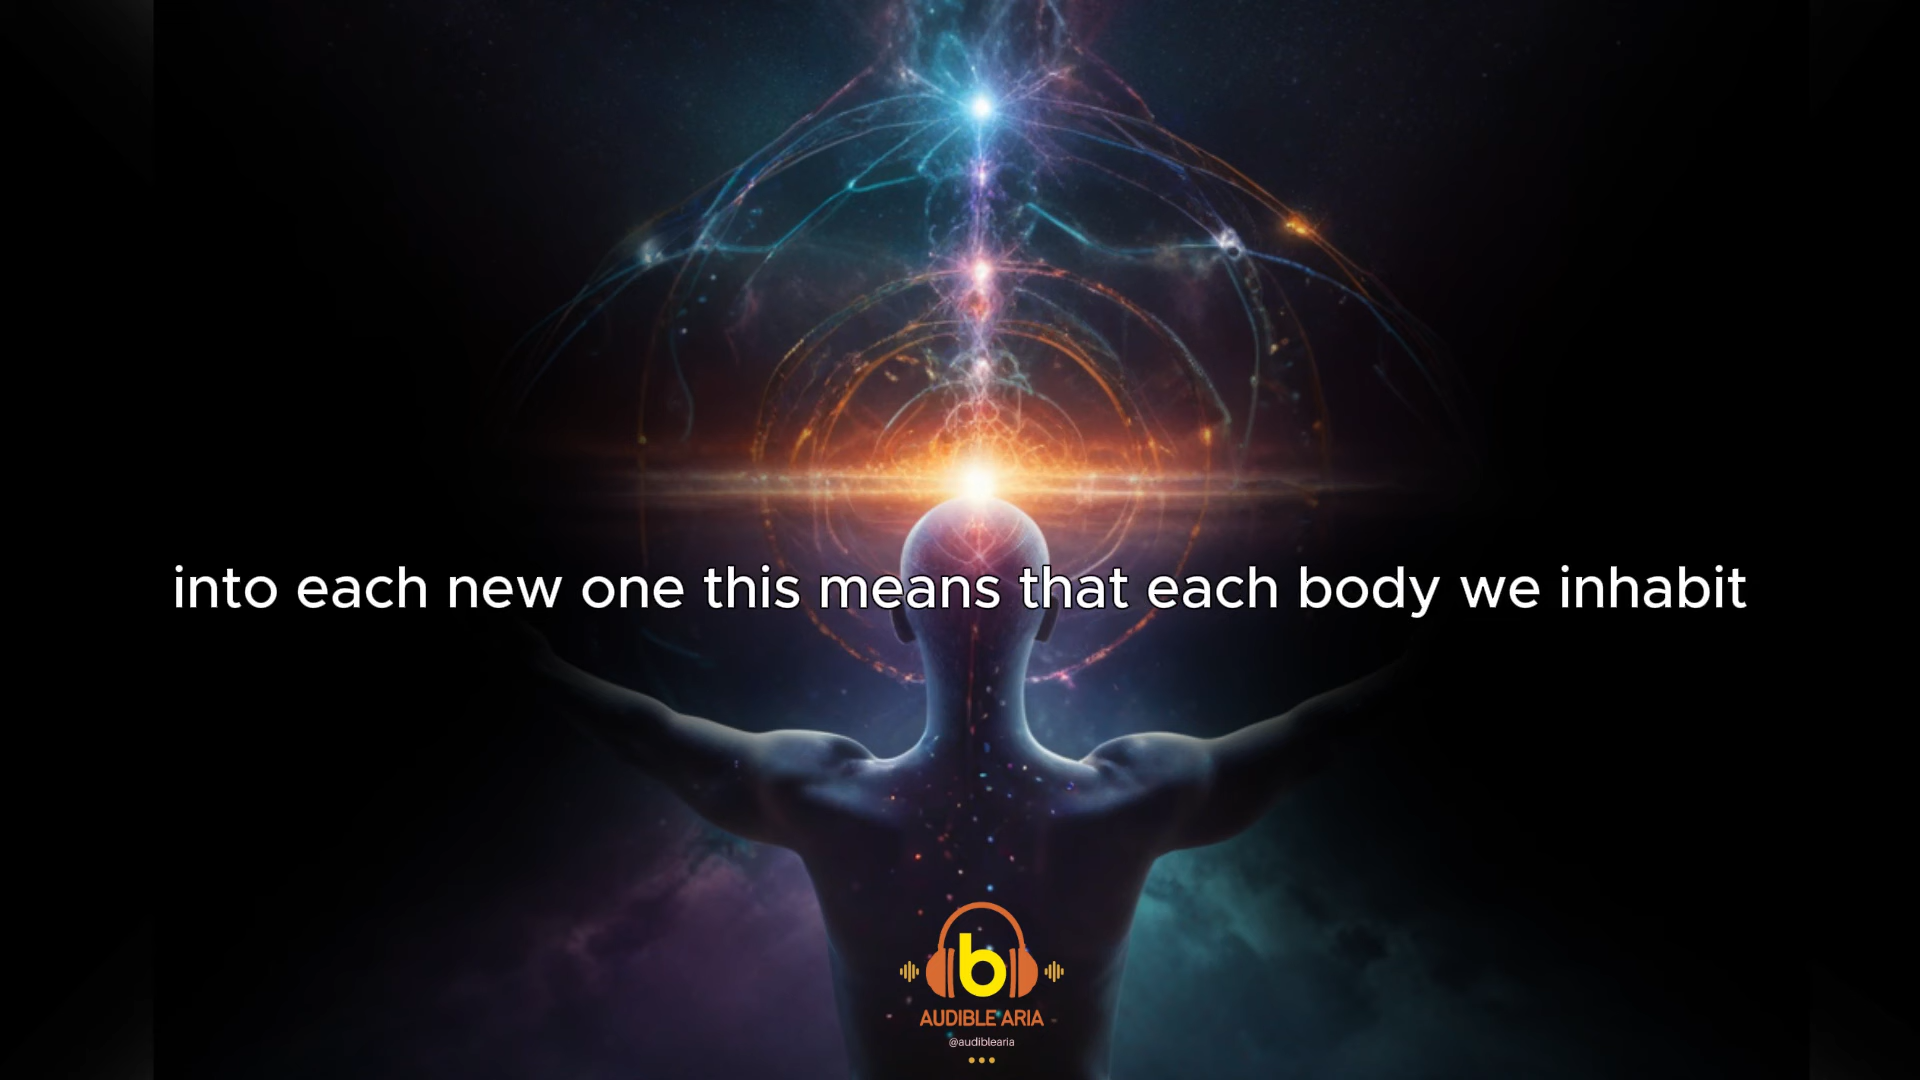 into each new one this means that each body we inhabit
b
AUDIBLE ARIA
@audiblearia